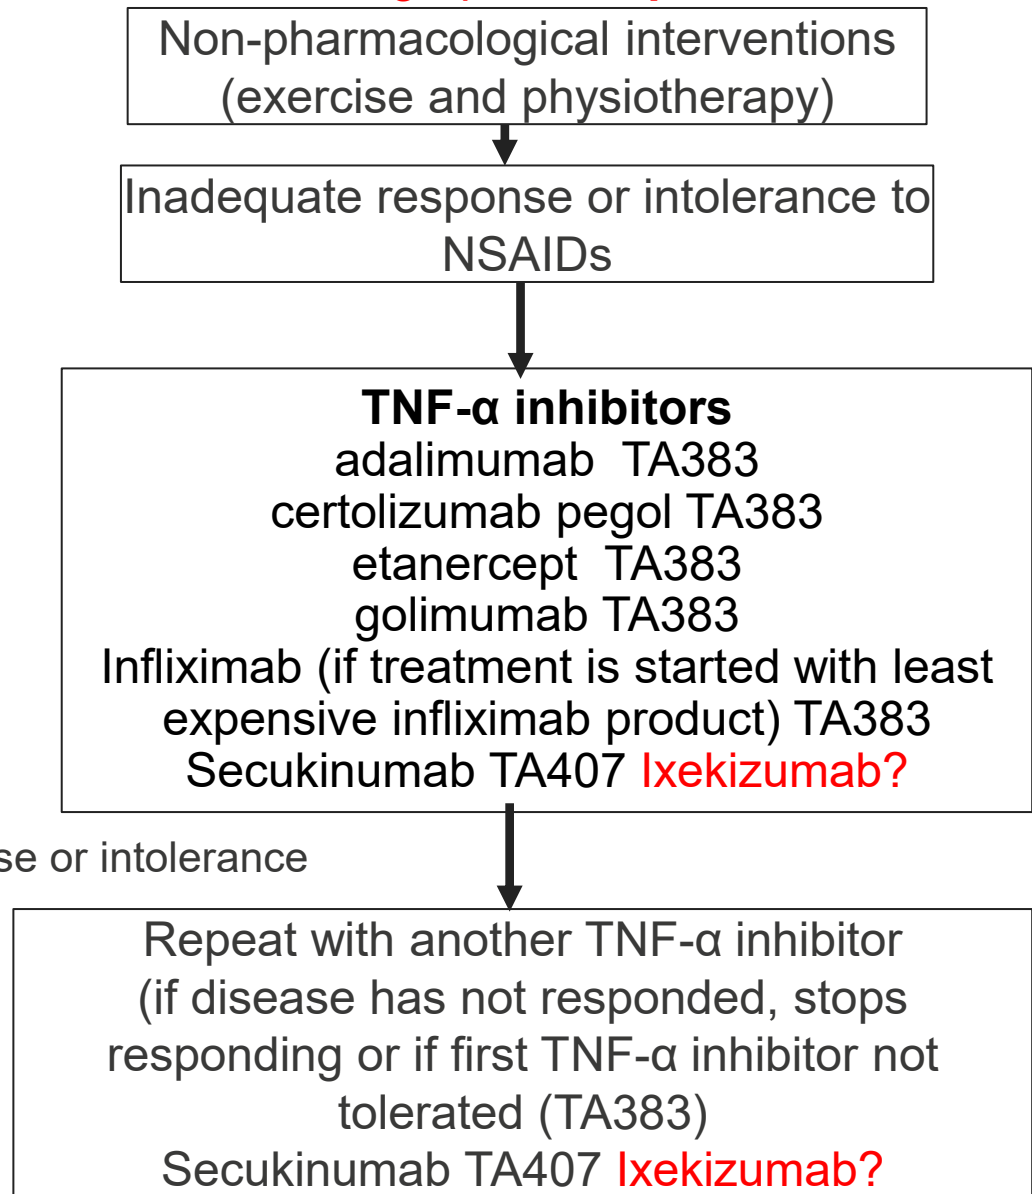 Non-pharmacological interventions
(exercise and physiotherapy)
Inadequate response or intolerance to
NSAIDs
TNF-α inhibitors
adalimumab  TA383
certolizumab pegol TA383
etanercept  TA383
golimumab TA383
Infliximab (if treatment is started with least
expensive infliximab product) TA383
Secukinumab TA407 Ixekizumab?
or intolerance
Repeat with another TNF-α inhibitor
(if disease has not responded, stops
responding or if first TNF-α inhibitor not
tolerated (TA383)
Secukinumab TA407 Ixekizumab?